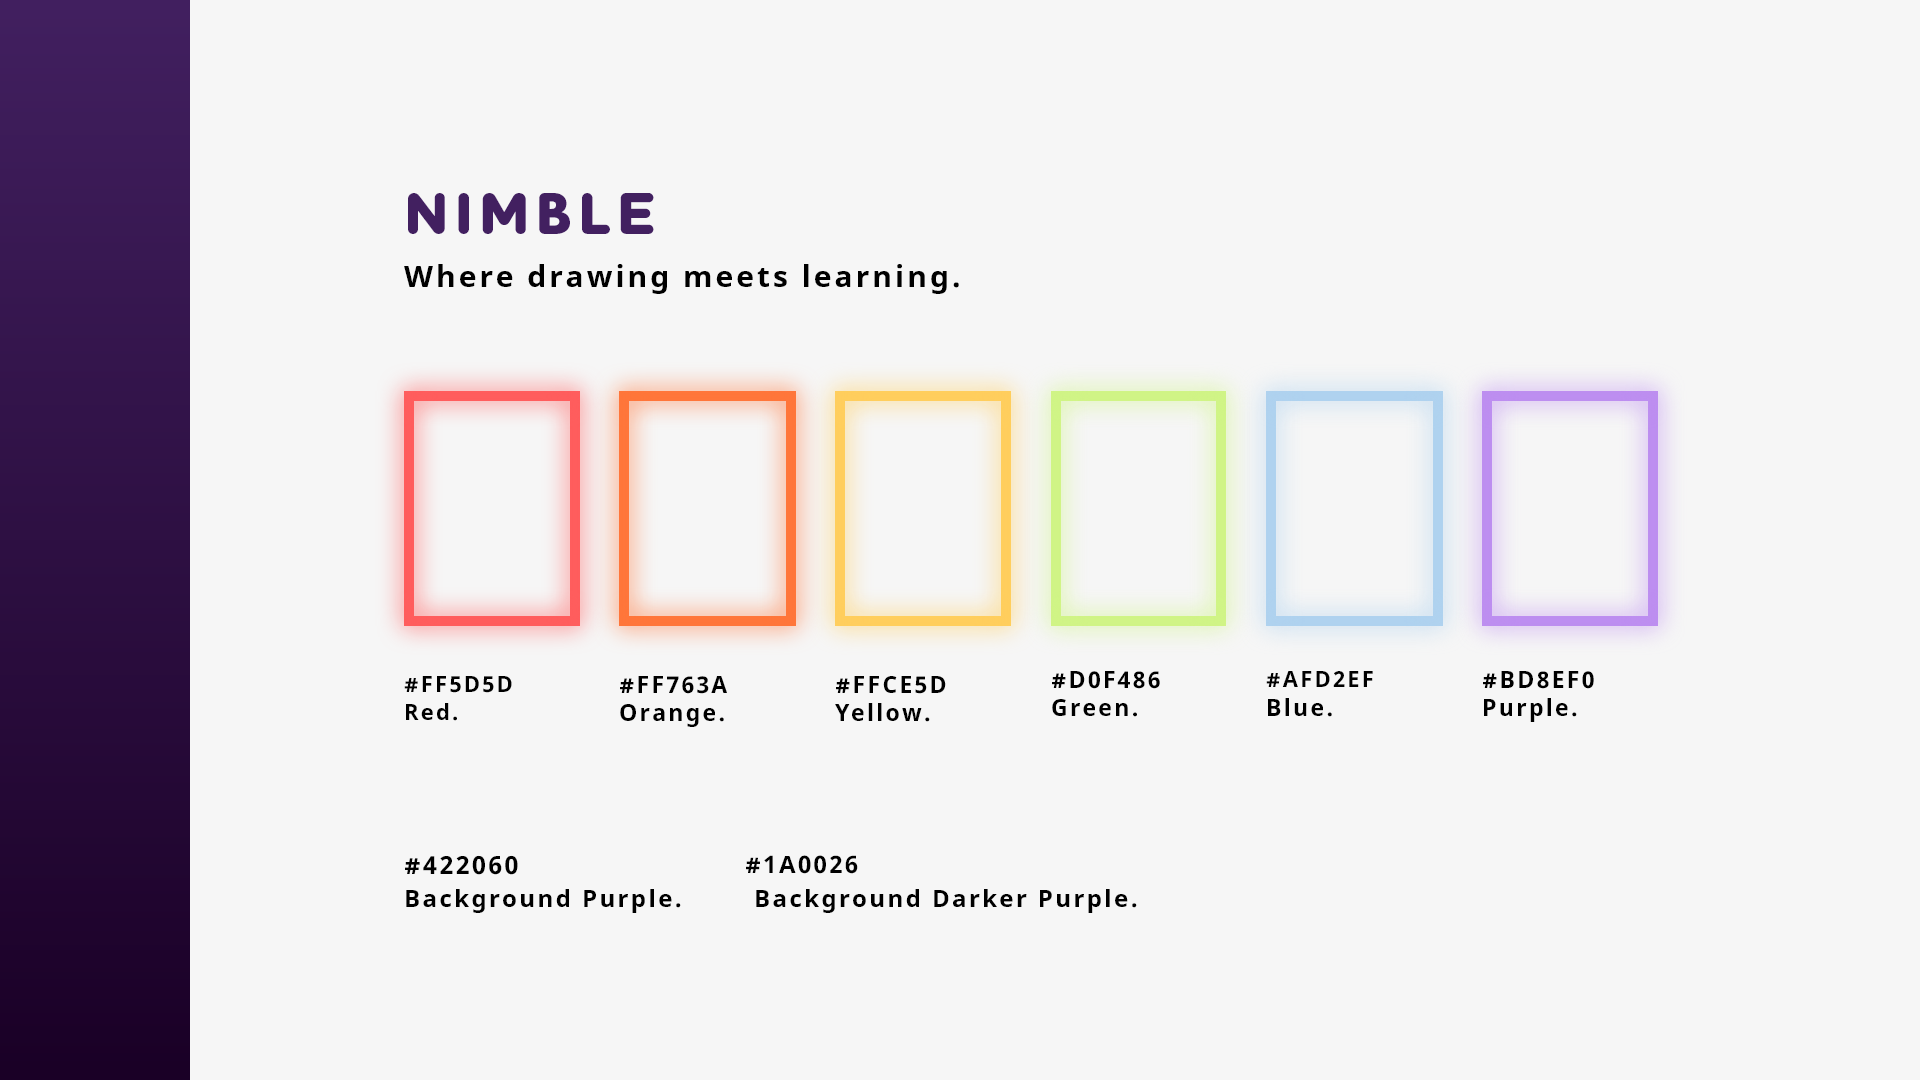 NIMBLE
Where drawing meets learning.
#FF5D5D
Red.
#FF763A
Orange.
#FFCE5D
Yellow.
#D0F486
Green.
#AFD2EF
Blue.
#BD8EF0
Purple.
#422060
Background Purple.
#1A0026
Background Darker Purple.